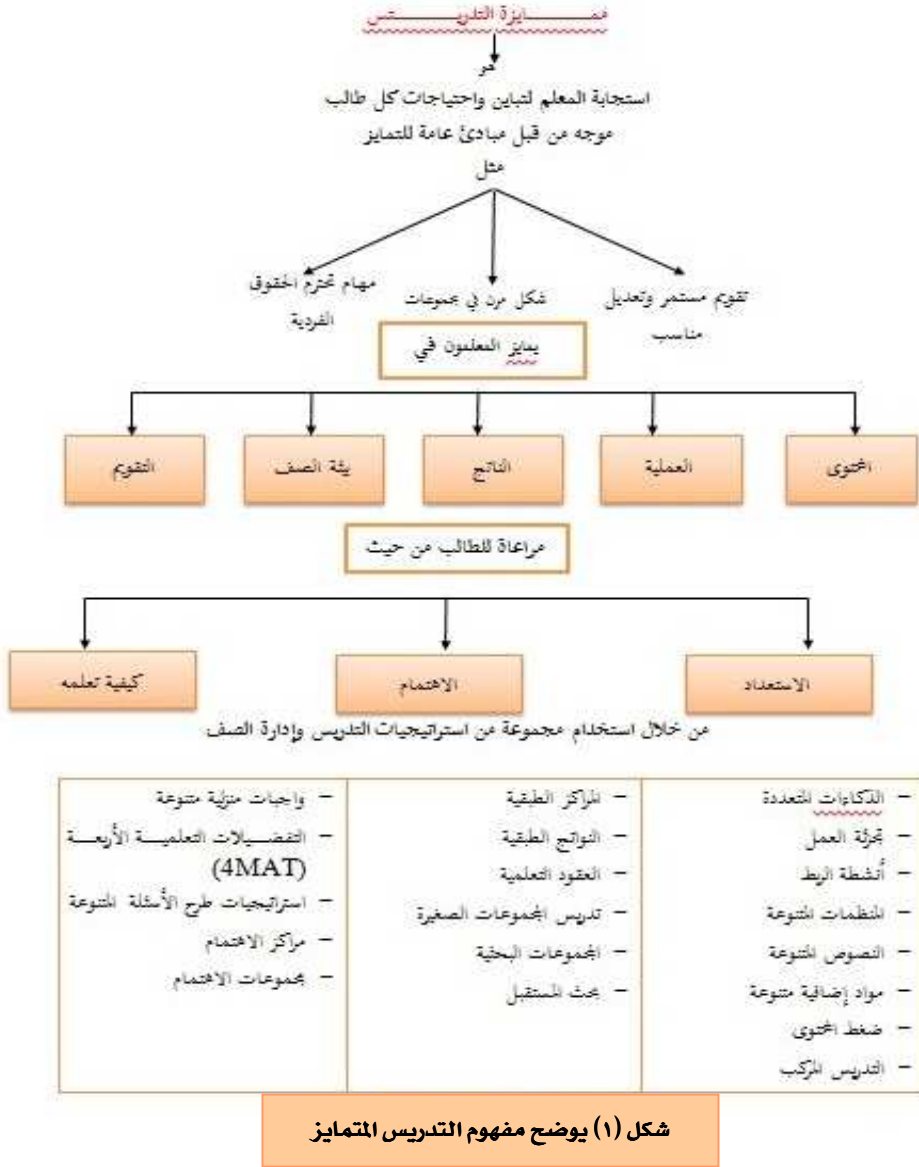 ممـــــــــايزة التدريـــــــــس
هو
استجابة المعلم لتباين واحتياجات كل طالب
موجه من قبل مبادئ عامة للتمايز
مثل
تقويم مستمر وتعديل
مناسب
شكل مرن في مجموعات
مهام تحترم الحقوق
الفردية
يمايز المعلمون في
المحتوى
العملية
الناتج
بيئة الصف
التقويم
مراعاة للطالب من حيث
الاستعداد
الاهتمام
كيفية تعلمه
من خلال استخدام مجموعة من استراتيجيات التدريس وإدارة الصف
– الذكاءات المتعددة
– تجزئة العمل
– أنشطة الربط
– المنظمات المتنوعة
– النصوص المتنوعة
– مواد إضافية متنوعة
– ضغط المحتوى
– التدريس المركب
– المراكز الطبقية
– النواتج الطبقية
– العقود التعلمية
– تدريس المجموعات الصغيرة
– المجموعات البحثية
– بحث المستقبل
– واجبات منزلية متنوعة
– التفضـــيلات التعلميـــة الأربعـــة
(4MAT)
– استراتيجيات طرح الأسئلة المتنوعة
– مراكز الاهتمام
– مجموعات الاهتمام
شكل (١) يوضح مفهوم التدريس المتمايز